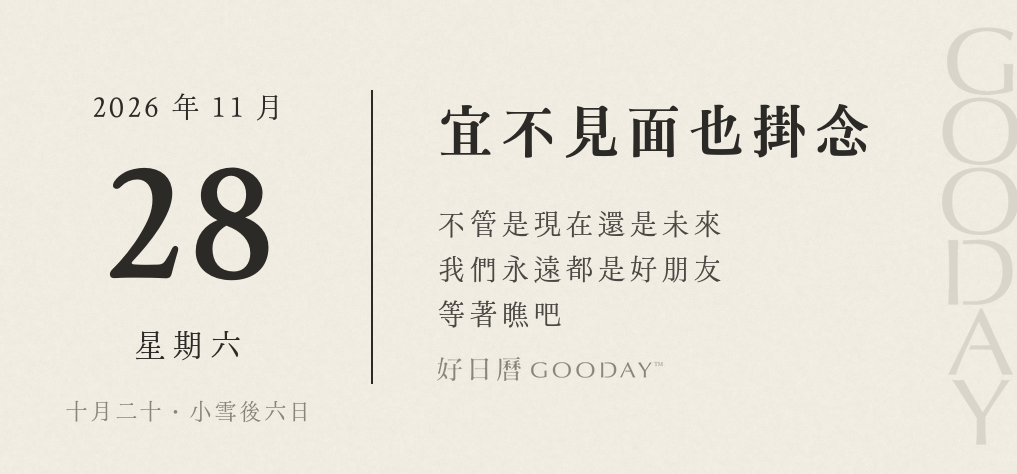 2026 年 11 月
28
星期六
十月二十・小雪後六日
宜不見面也掛念
不管是現在還是未來
我們永遠都是好朋友
等著瞧吧
好日曆 GOODAY™
GOODAY